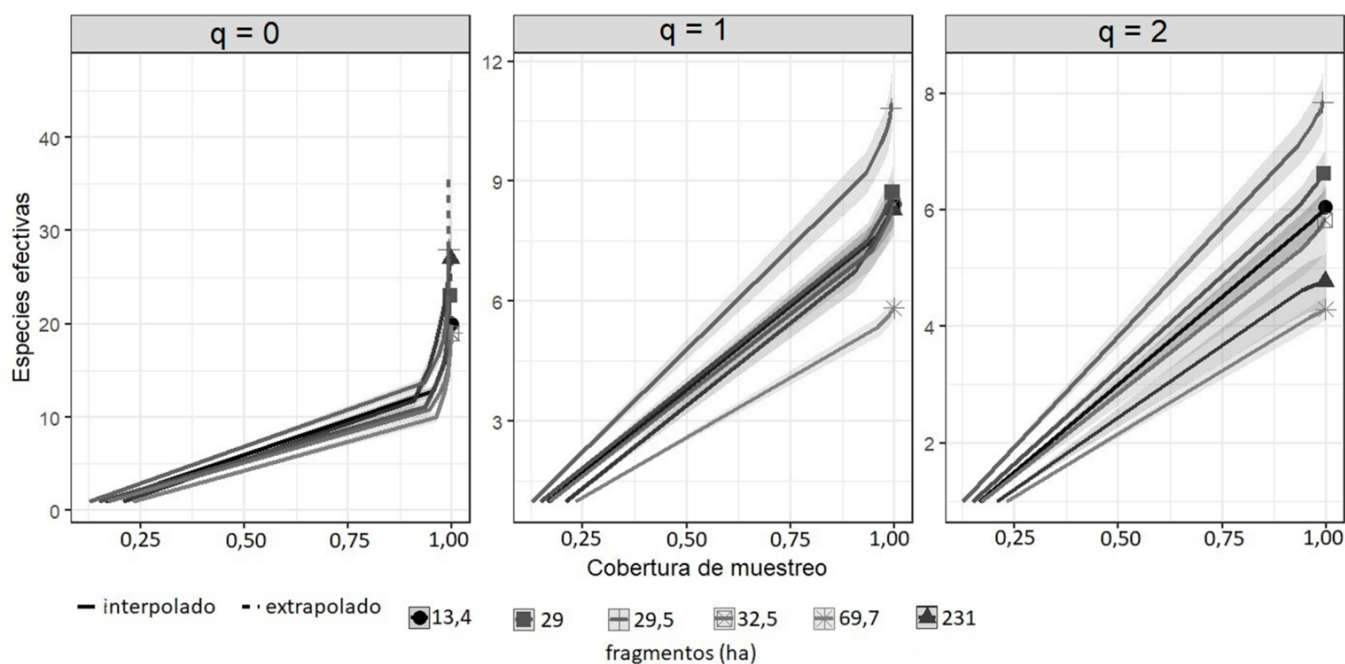 q = 0
q = 1
q = 2
Especies efectivas
40
30
20
10
0
12
9
6
3
8
6
4
2
0,25 0,50 0,75 1,00
0,25 0,50 0,75 1,00
0,25 0,50 0,75 1,00
Cobertura de muestreo
interpolado extrapolado 13,4 29 29,5 32,5 69,7 231
fragmentos (ha)